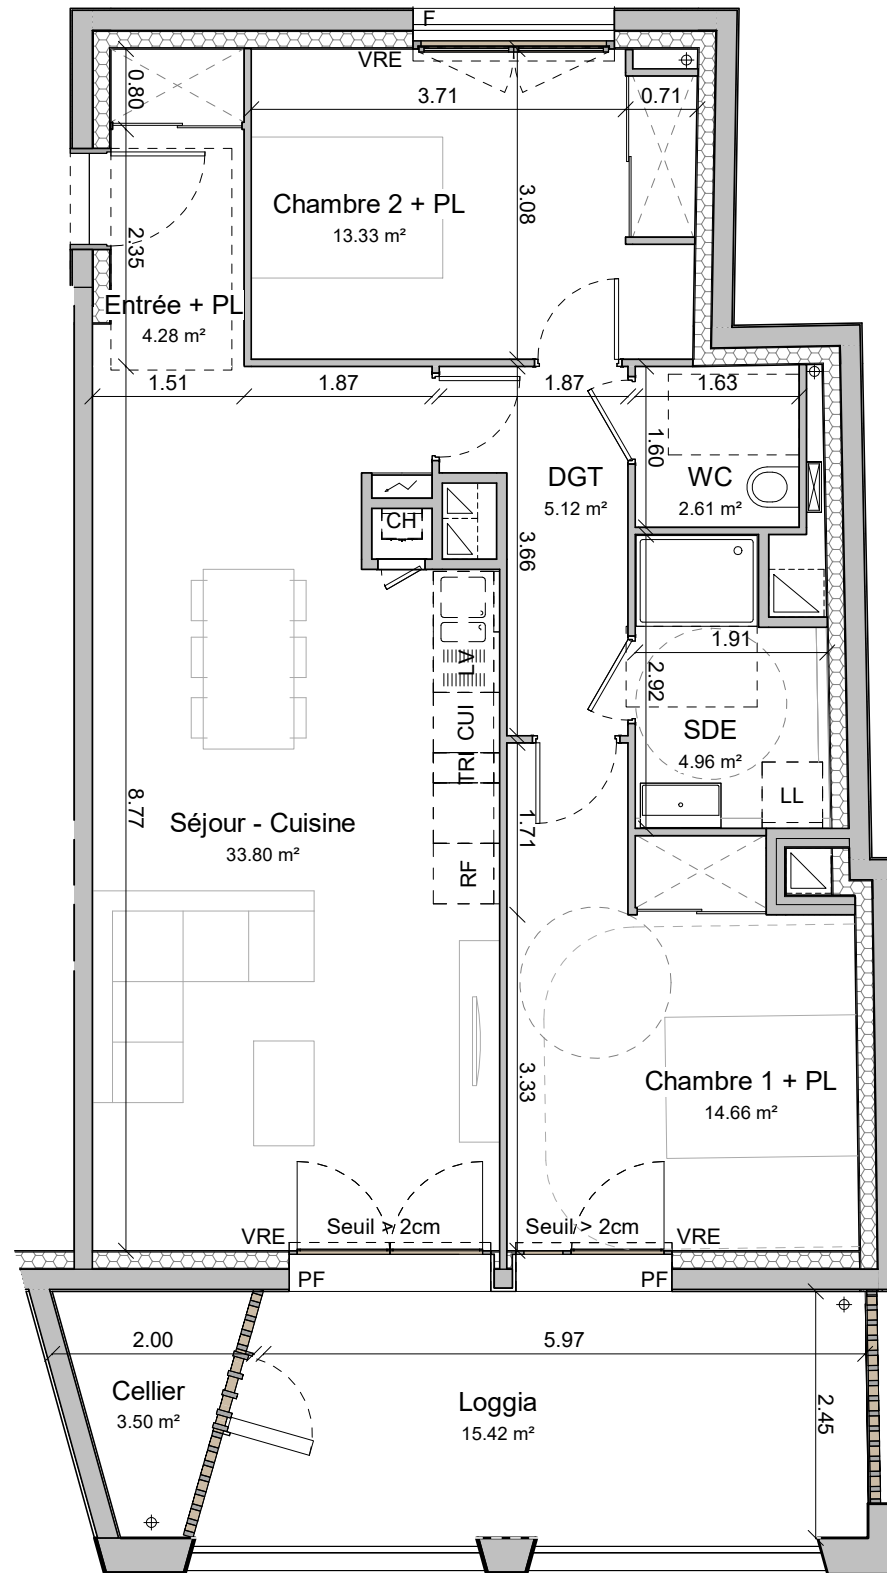 F
VRE
0.80
3.71
0.71
Chambre 2 + PL
13.33 m²
3.08
2.35
Entrée + PL
4.28 m²
1.51
1.87
1.87
1.63
1.60
DGT
5.12 m²
WC
2.61 m²
CH
3.66
1.91
LV
2.92
CUI
SDE
4.96 m²
TRI
LL
8.77
Séjour - Cuisine
33.80 m²
1.71
RF
Chambre 1 + PL
14.66 m²
3.33
VRE
Seuil > 2cm
Seuil > 2cm
VRE
PF
PF
2.00
5.97
Cellier
3.50 m²
Loggia
15.42 m²
2.45